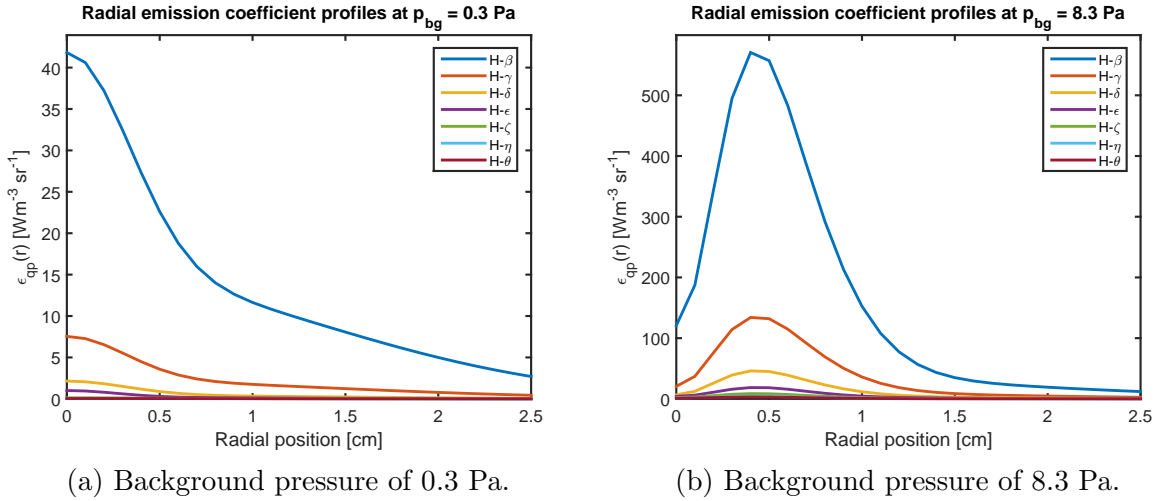 Radial emission coefficient profiles at p_bg = 0.3 Pa
H-β
H-γ
H-δ
H-ϵ
H-ζ
H-η
H-θ
40
35
30
25
20
15
10
5
0
ϵ_qp(r) [Wm⁻³ sr⁻¹]
0 0.5 1 1.5 2 2.5
Radial position [cm]
(a) Background pressure of 0.3 Pa.
Radial emission coefficient profiles at p_bg = 8.3 Pa
H-β
H-γ
H-δ
H-ϵ
H-ζ
H-η
H-θ
500
400
300
200
100
0
ϵ_qp(r) [Wm⁻³ sr⁻¹]
0 0.5 1 1.5 2 2.5
Radial position [cm]
(b) Background pressure of 8.3 Pa.